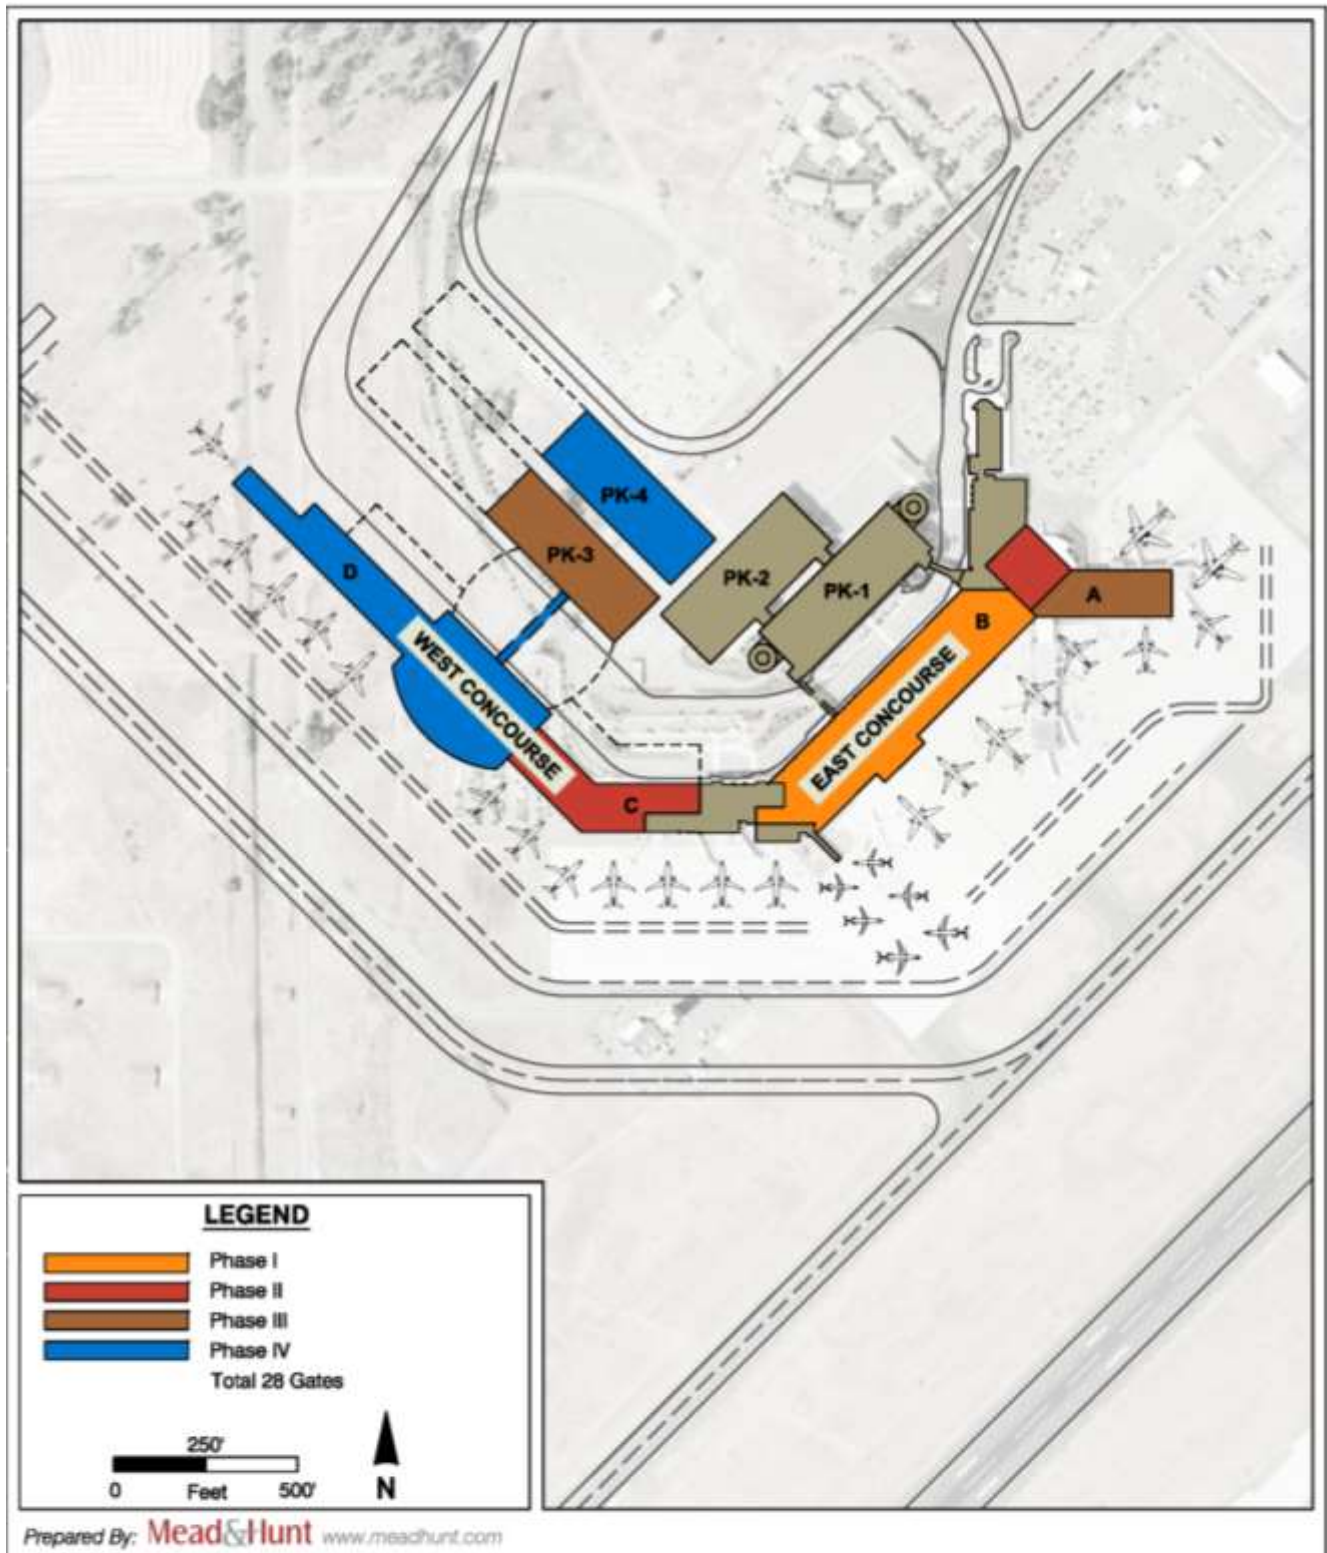 PK-4
PK-3
PK-2
PK-1
D
A
B
WEST CONCOURSE
EAST CONCOURSE
C
LEGEND
Phase I
Phase II
Phase III
Phase IV
Total 28 Gates
250'
0 Feet 500'
N
Prepared By: Mead&Hunt www.meadhunt.com